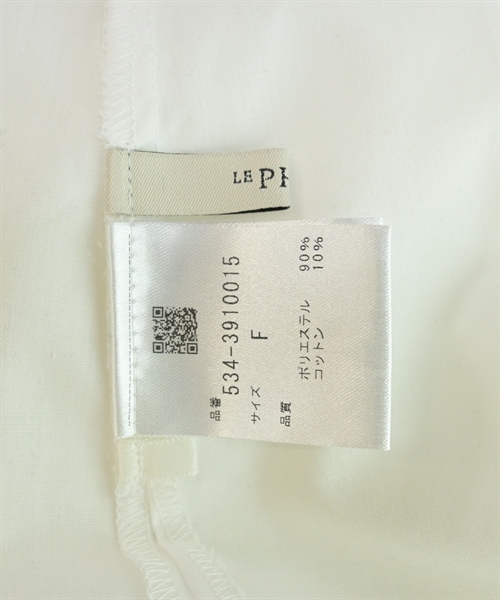 LE PH
品番
534-3910015
サイズ
F
品質
ポリエステル 90%
コットン 10%